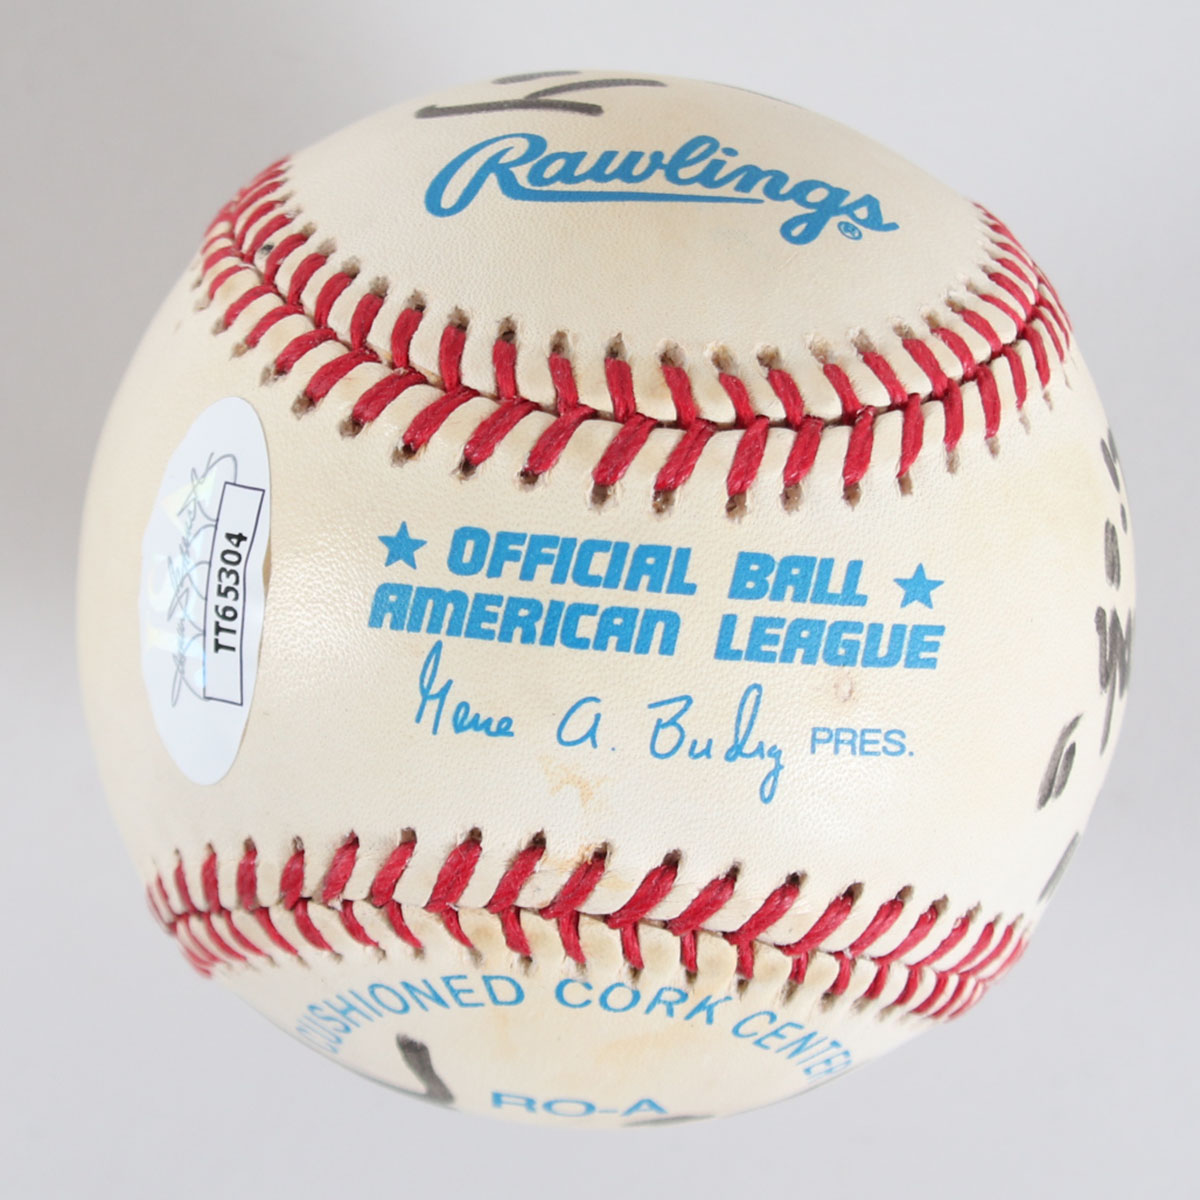 Rawlings®
OFFICIAL BALL
AMERICAN LEAGUE
Gene A. Budig PRES.
TT65304
CUSHIONED CORK CENTER
RO-A